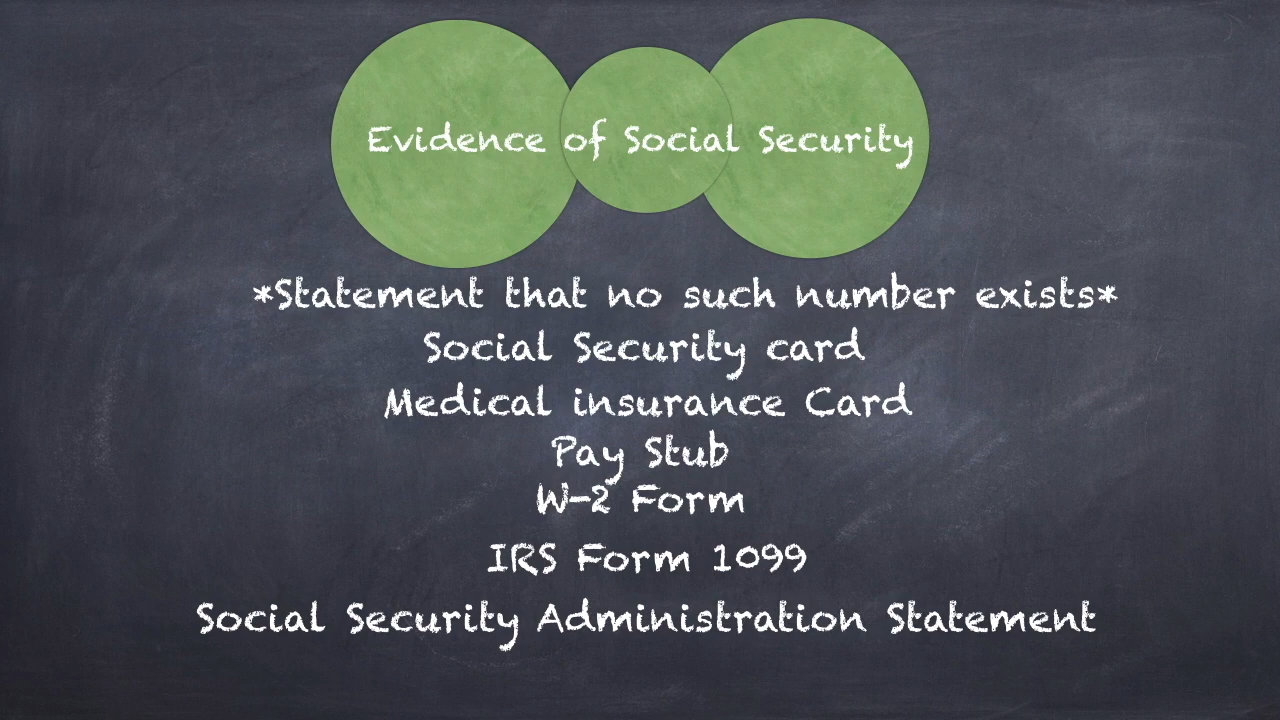 Evidence of Social Security
*Statement that no such number exists*
Social Security card
Medical insurance Card
Pay Stub
W-2 Form
IRS Form 1099
Social Security Administration Statement